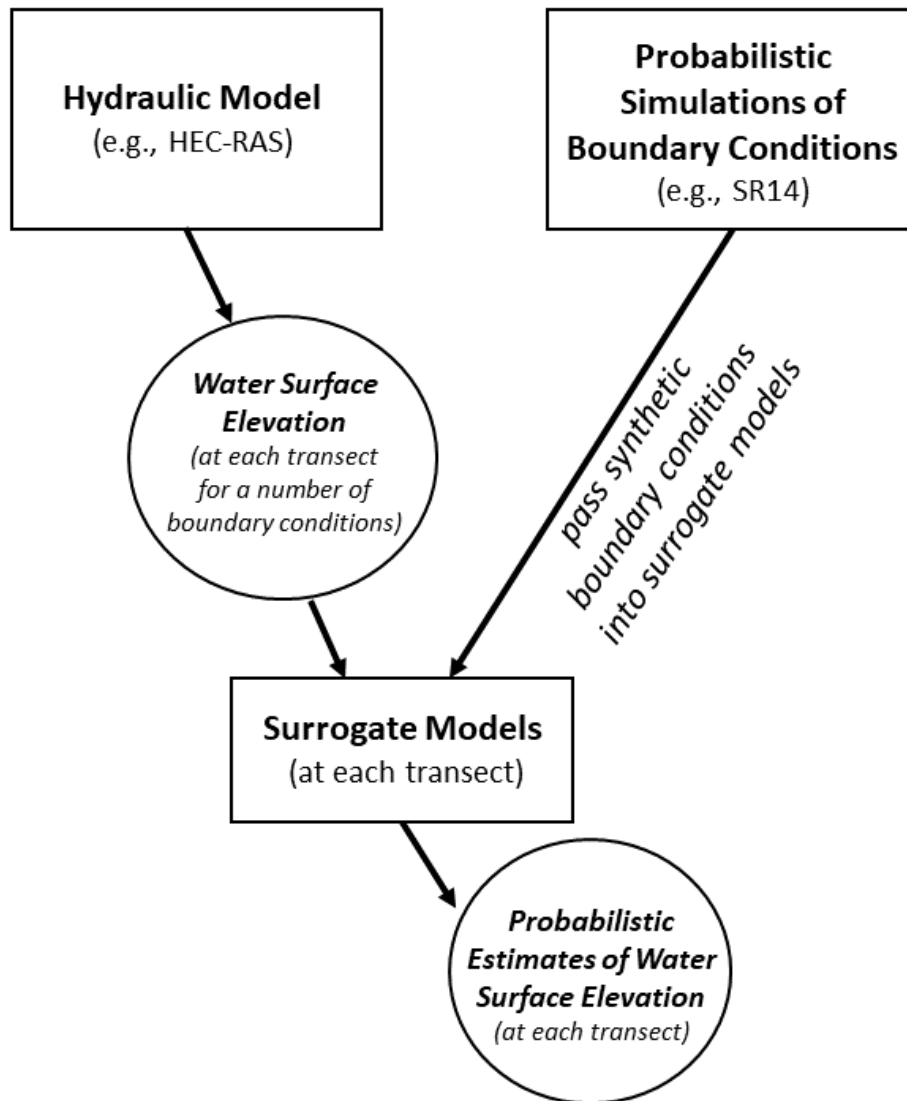 Hydraulic Model
(e.g., HEC-RAS)
Probabilistic
Simulations of
Boundary Conditions
(e.g., SR14)
Water Surface
Elevation
(at each transect
for a number of
boundary conditions)
pass synthetic
boundary conditions
into surrogate models
Surrogate Models
(at each transect)
Probabilistic
Estimates of Water
Surface Elevation
(at each transect)